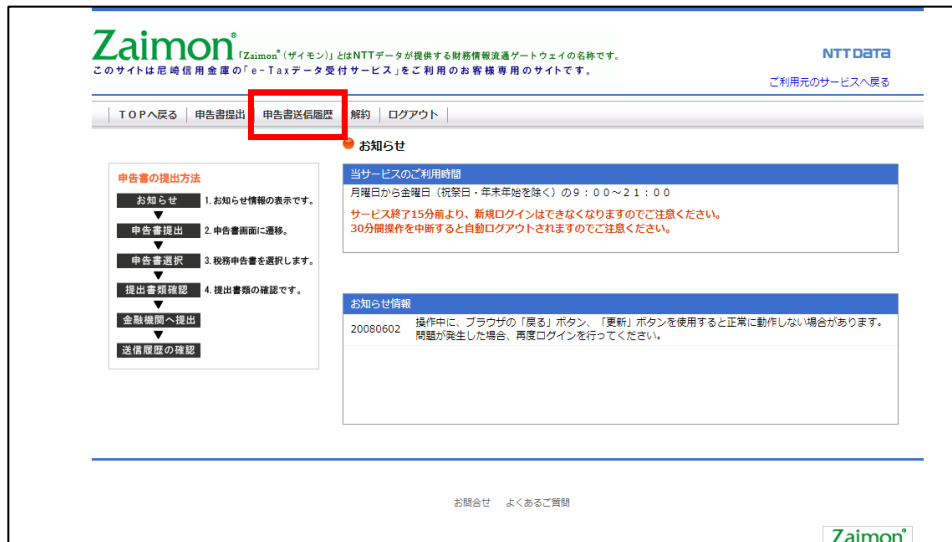 Zaimon®
「Zaimon®（ザイモン）」とはNTTデータが提供する財務情報流通ゲートウェイの名称です。
NTT DATA
このサイトは尼崎信用金庫の「e-Taxデータ受付サービス」をご利用のお客様専用のサイトです。
ご利用元のサービスへ戻る
TOPへ戻る 申告書提出 申告書送信履歴 解約 ログアウト
お知らせ
申告書の提出方法
お知らせ 1.お知らせ情報の表示です。
申告書提出 2.申告書画面に遷移。
申告書選択 3.税務申告書を選択します。
提出書類確認 4.提出書類の確認です。
金融機関へ提出
送信履歴の確認
当サービスのご利用時間
月曜日から金曜日（祝祭日・年末年始を除く）の9：00～21：00
サービス終了15分前より、新規ログインはできなくなりますのでご注意ください。
30分間操作を中断すると自動ログアウトされますのでご注意ください。
お知らせ情報
20080602 操作中に、ブラウザの「戻る」ボタン、「更新」ボタンを使用すると正常に動作しない場合があります。
問題が発生した場合、再度ログインを行ってください。
お問合せ よくあるご質問
Zaimon®